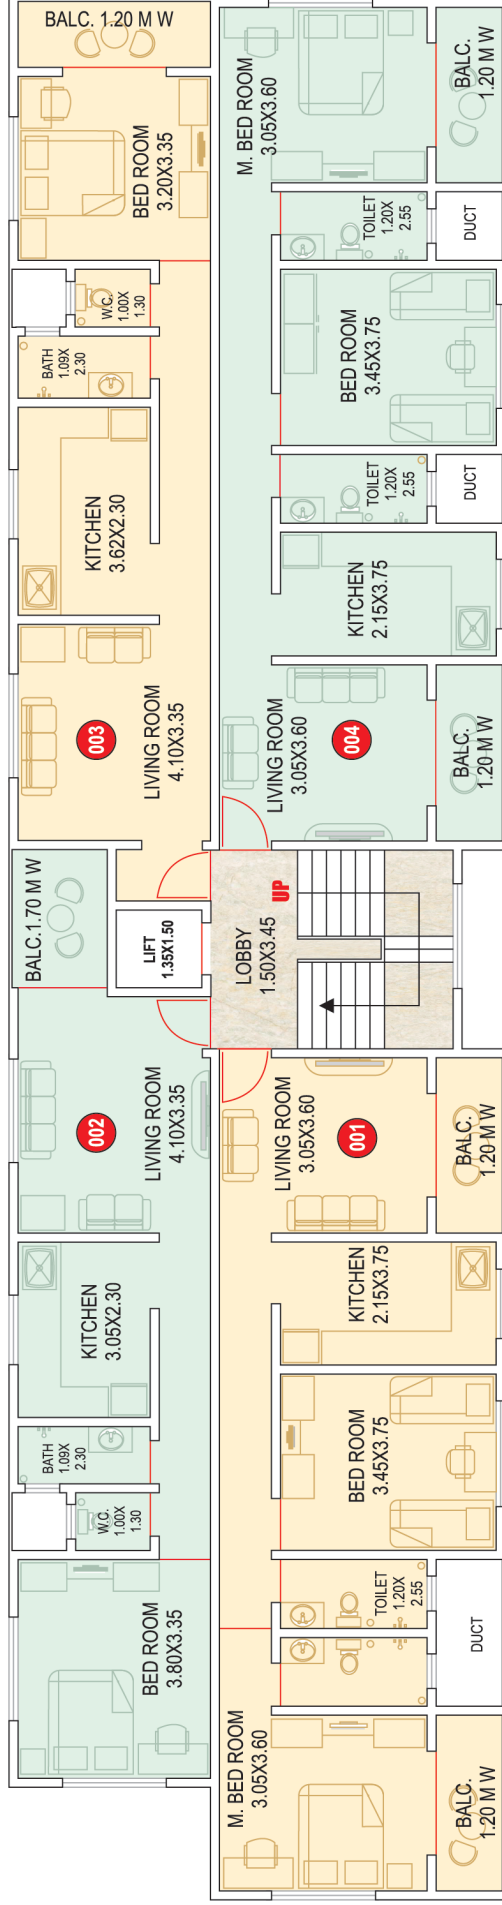 BALC. 1.20 M W
BED ROOM
3.20X3.35
W.C.
1.00X
1.30
BATH
1.09X
2.30
KITCHEN
3.62X2.30
003
LIVING ROOM
4.10X3.35
M. BED ROOM
3.05X3.60
BALC.
1.20 M W
TOILET
1.20X
2.55
DUCT
BED ROOM
3.45X3.75
TOILET
1.20X
2.55
DUCT
KITCHEN
2.15X3.75
LIVING ROOM
3.05X3.60
004
BALC.
1.20 M W
BALC.1.70 M W
LIFT
1.35X1.50
LOBBY
1.50X3.45
UP
002
LIVING ROOM
4.10X3.35
KITCHEN
3.05X2.30
BATH
1.09X
2.30
W.C.
1.00X
1.30
BED ROOM
3.80X3.35
LIVING ROOM
3.05X3.60
001
BALC.
1.20 M W
KITCHEN
2.15X3.75
BED ROOM
3.45X3.75
TOILET
1.20X
2.55
DUCT
M. BED ROOM
3.05X3.60
BALC.
1.20 M W